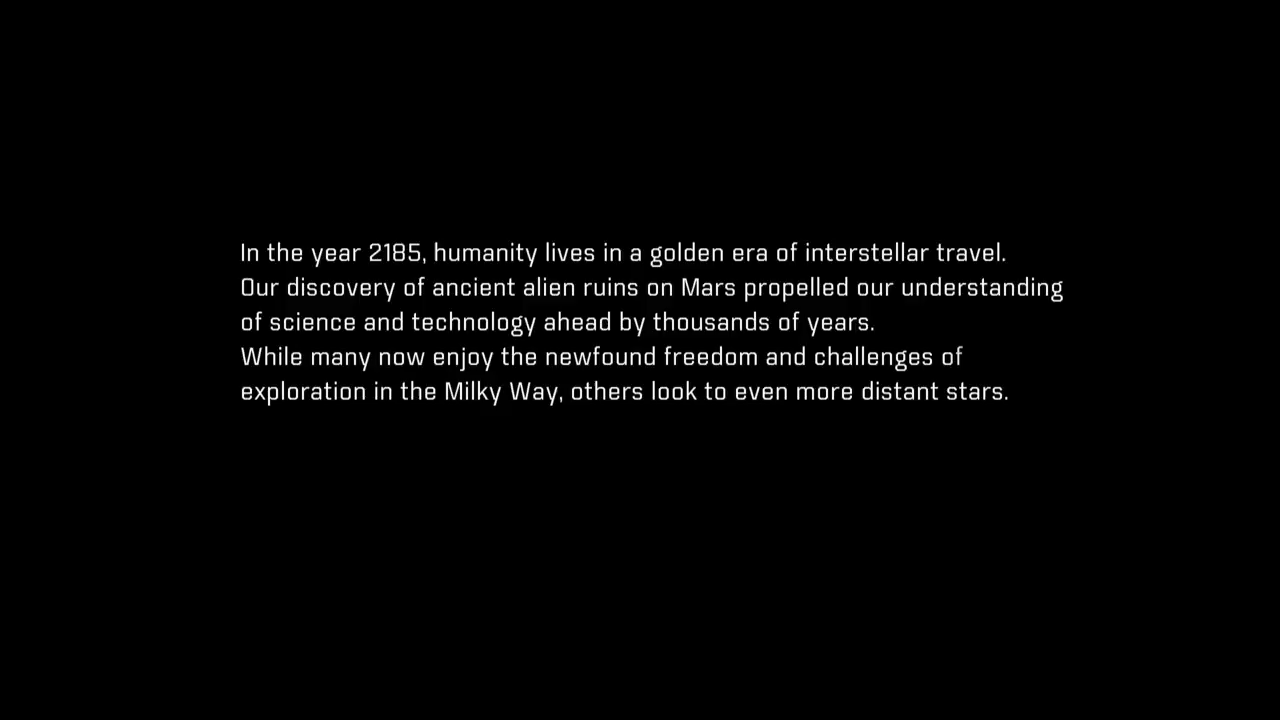 In the year 2185, humanity lives in a golden era of interstellar travel.
Our discovery of ancient alien ruins on Mars propelled our understanding
of science and technology ahead by thousands of years.
While many now enjoy the newfound freedom and challenges of
exploration in the Milky Way, others look to even more distant stars.